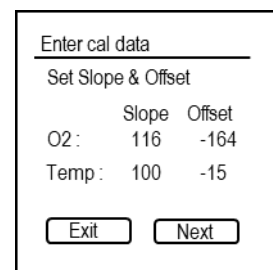 Enter cal data
Set Slope & Offset
Slope Offset
O2 : 116 -164
Temp : 100 -15
Exit Next